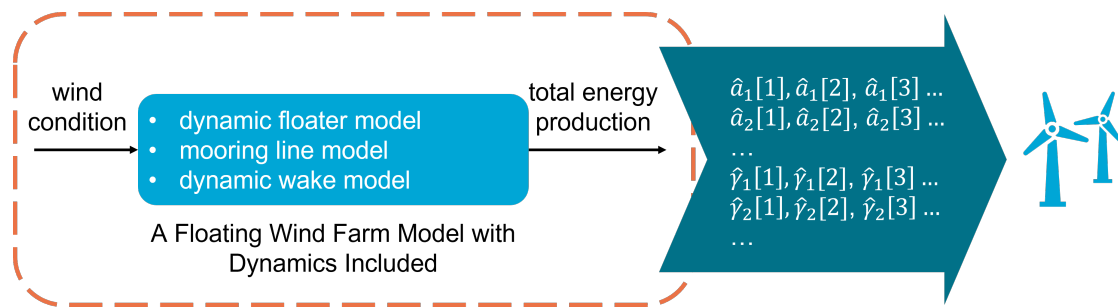 wind
condition
• dynamic floater model
• mooring line model
• dynamic wake model
total energy
production
A Floating Wind Farm Model with
Dynamics Included
â₁[1], â₁[2], â₁[3] ...
â₂[1], â₂[2], â₂[3] ...
...
γ̂₁[1], γ̂₁[2], γ̂₁[3] ...
γ̂₂[1], γ̂₂[2], γ̂₂[3] ...
...